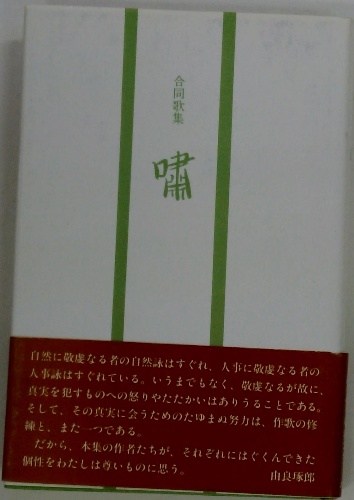 合同歌集
嘯
自然に敬虔なる者の自然詠はすぐれ、人事に敬虔なる者の
人事詠はすぐれている。いうまでもなく、敬虔なるが故に、
真実を犯すものへの怒りやたたかいはありうることである。
そして、その真実に会うためのたゆまぬ努力は、作歌の修
練と、また一つである。
だから、本集の作者たちが、それぞれにはぐくんできた
個性をわたしは尊いものに思う。
由良琢郎